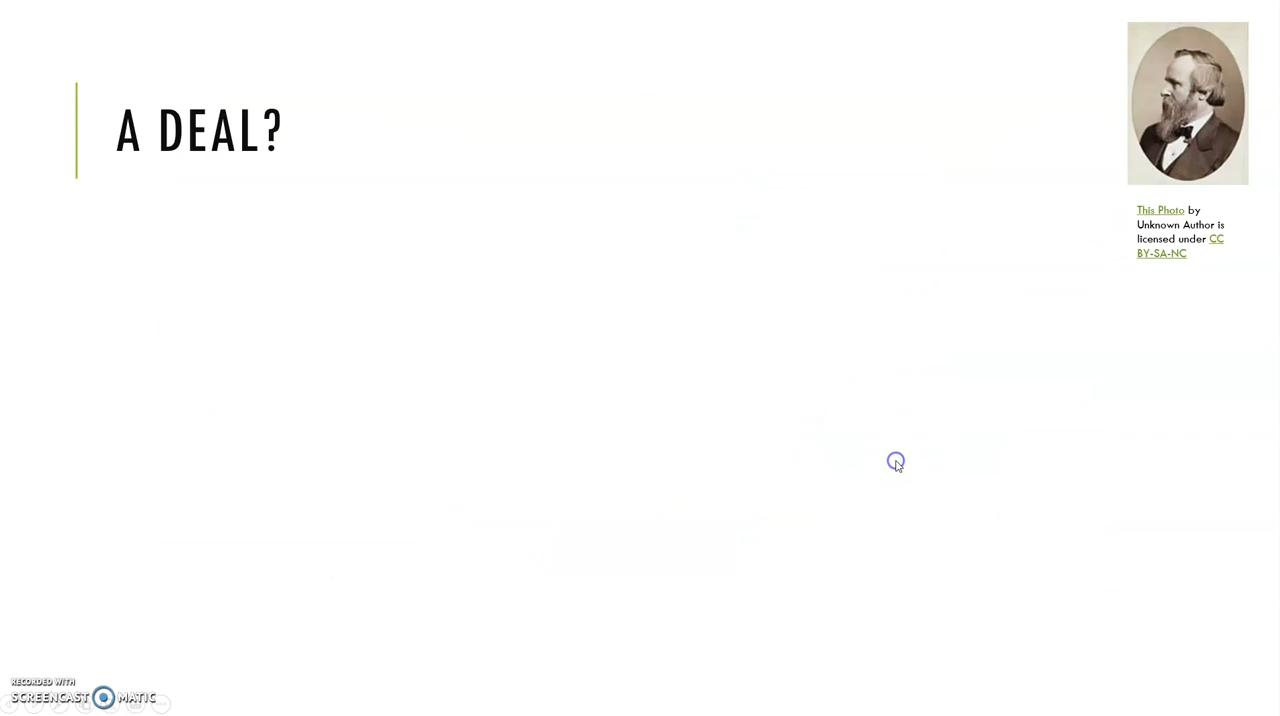 A DEAL?
This Photo by
Unknown Author is
licensed under CC
BY-SA-NC
RECORDED WITH
SCREENCAST MATIC